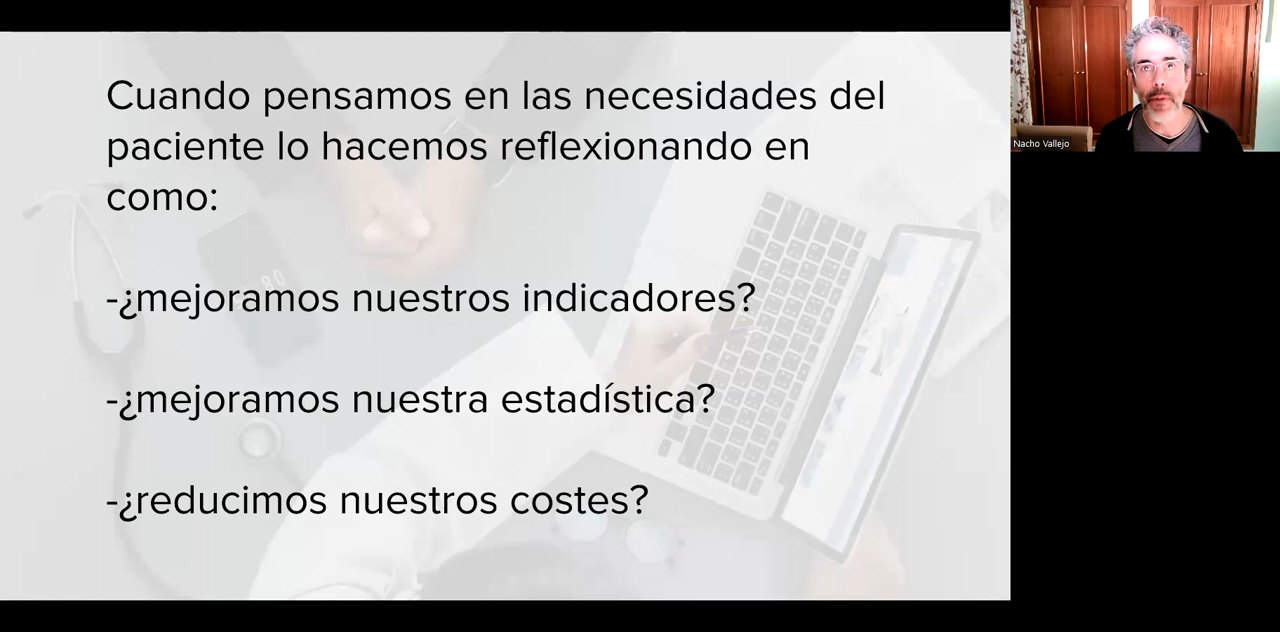 Cuando pensamos en las necesidades del
paciente lo hacemos reflexionando en
como:
-¿mejoramos nuestros indicadores?
-¿mejoramos nuestra estadística?
-¿reducimos nuestros costes?
Nacho Vallejo